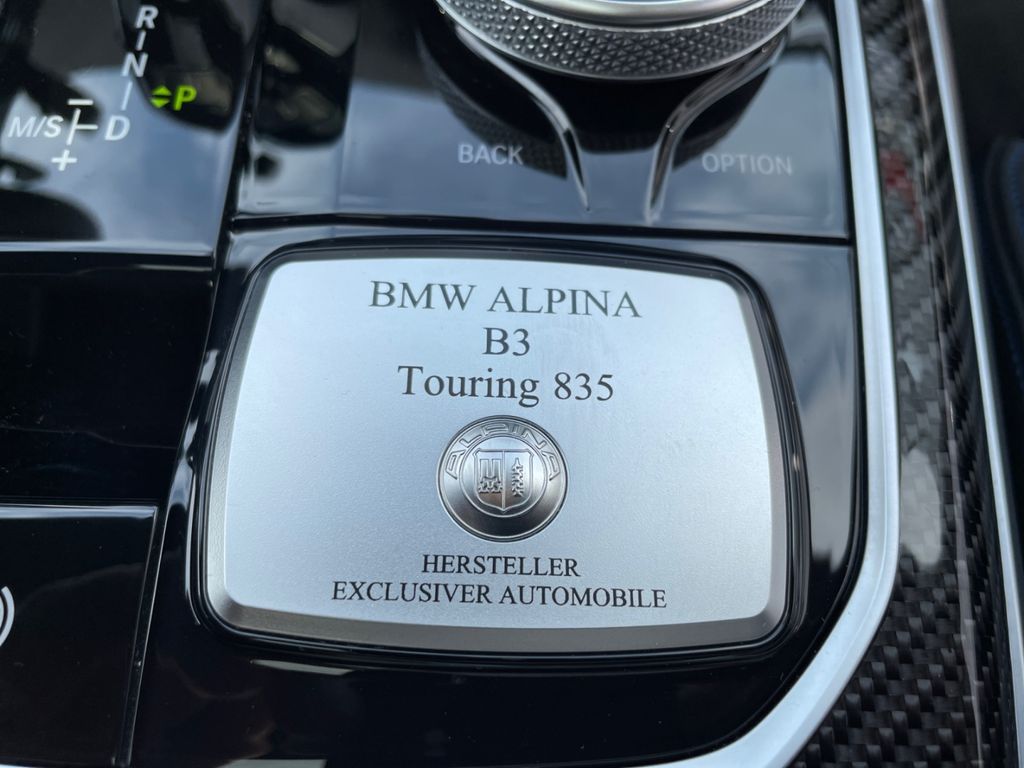 R
N
P
M/S D
+
BACK
OPTION
BMW ALPINA
B3
Touring 835
ALPINA
HERSTELLER
EXCLUSIVER AUTOMOBILE